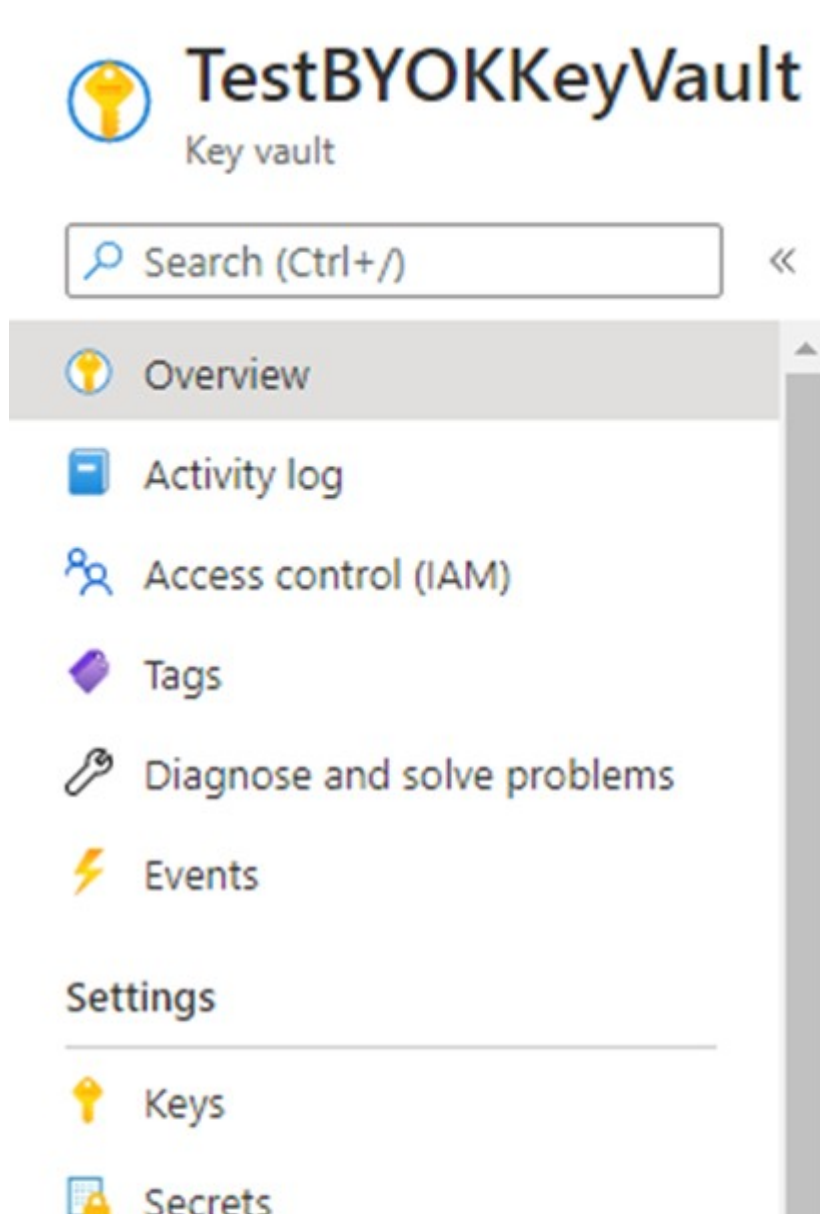 TestBYOKKeyVault
Key vault
Search (Ctrl+/)
Overview
Activity log
Access control (IAM)
Tags
Diagnose and solve problems
Events
Settings
Keys
Secrets